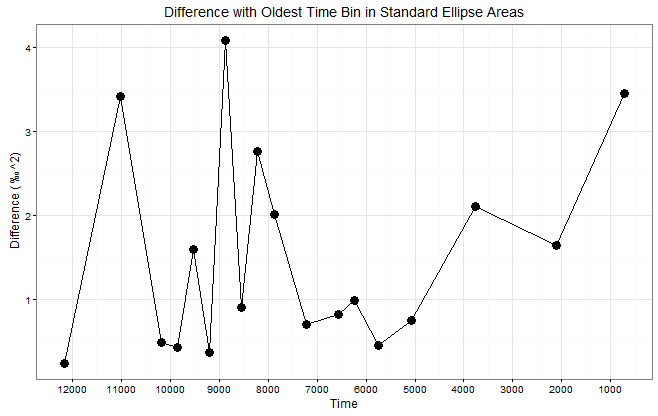 Difference with Oldest Time Bin in Standard Ellipse Areas
Difference (‰^2)
4
3
2
1
12000 11000 10000 9000 8000 7000 6000 5000 4000 3000 2000 1000
Time